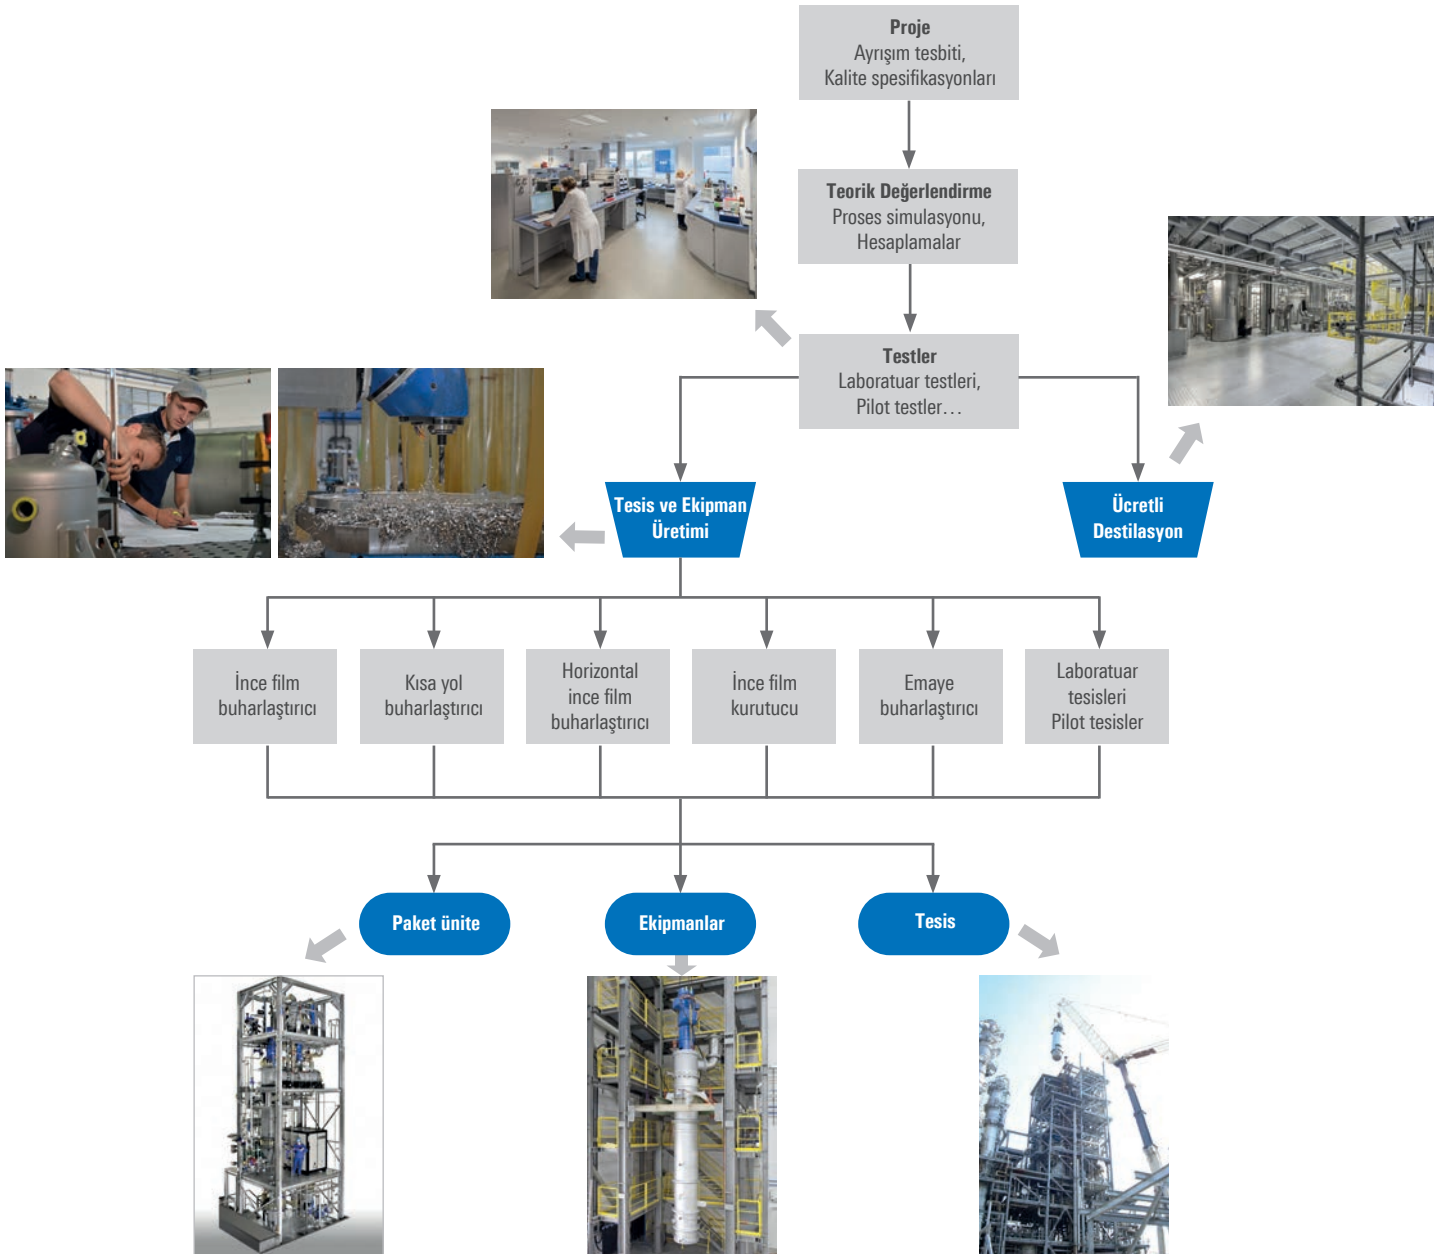 Proje
Ayrışım tesbiti,
Kalite spesifikasyonları
Teorik Değerlendirme
Proses simulasyonu,
Hesaplamalar
Testler
Laboratuar testleri,
Pilot testler…
Tesis ve Ekipman
Üretimi
Ücretli
Destilasyon
İnce film
buharlaştırıcı
Kısa yol
buharlaştırıcı
Horizontal
ince film
buharlaştırıcı
İnce film
kurutucu
Emaye
buharlaştırıcı
Laboratuar
tesisleri
Pilot tesisler
Paket ünite
Ekipmanlar
Tesis